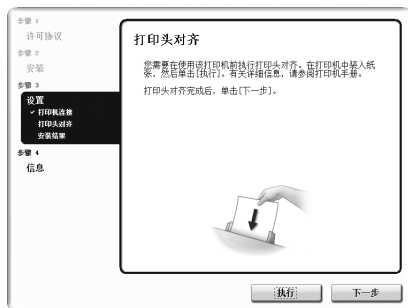 步骤 1
许可协议
步骤 2
安装
步骤 3
设置
✓ 打印机连接
打印头对齐
安装结果
步骤 4
信息
打印头对齐
您需要在使用该打印机前执行打印头对齐。在打印机中装入纸
张，然后单击[执行]。有关详细信息，请参阅打印机手册。
打印头对齐完成后，单击[下一步]。
执行
下一步